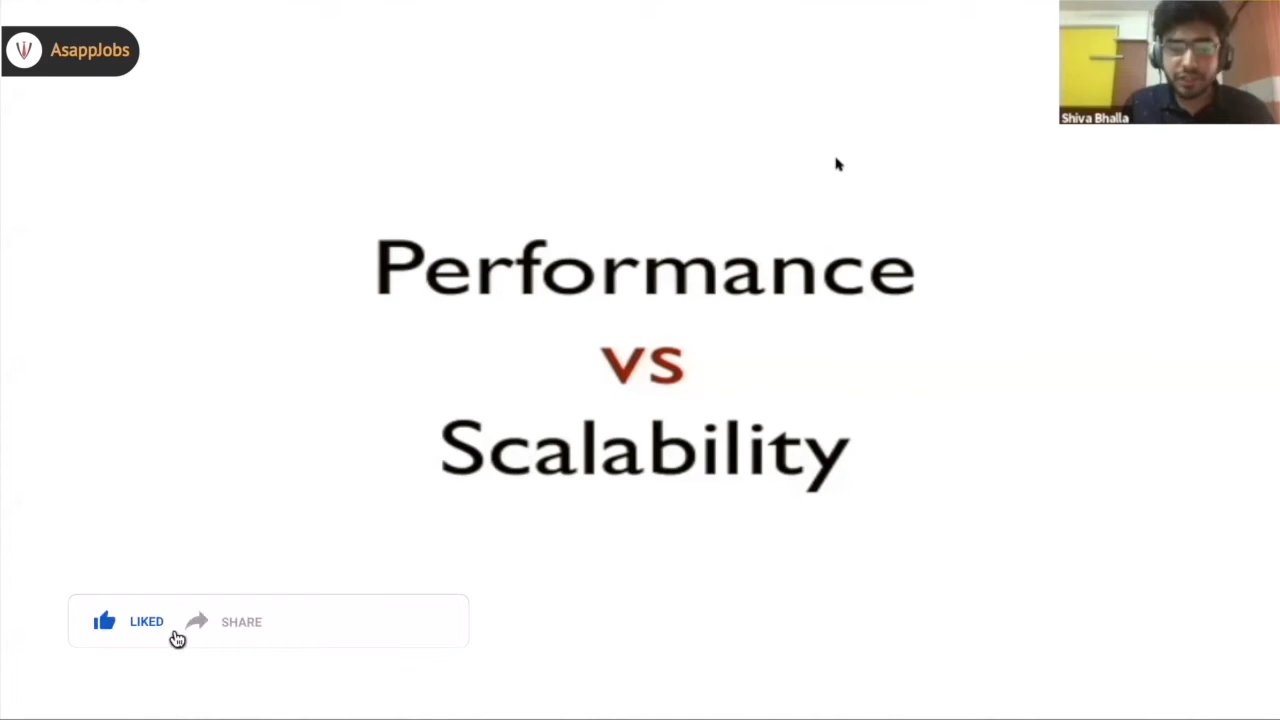 AsappJobs
Shiva Bhalla
Performance
vs
Scalability
LIKED
SHARE